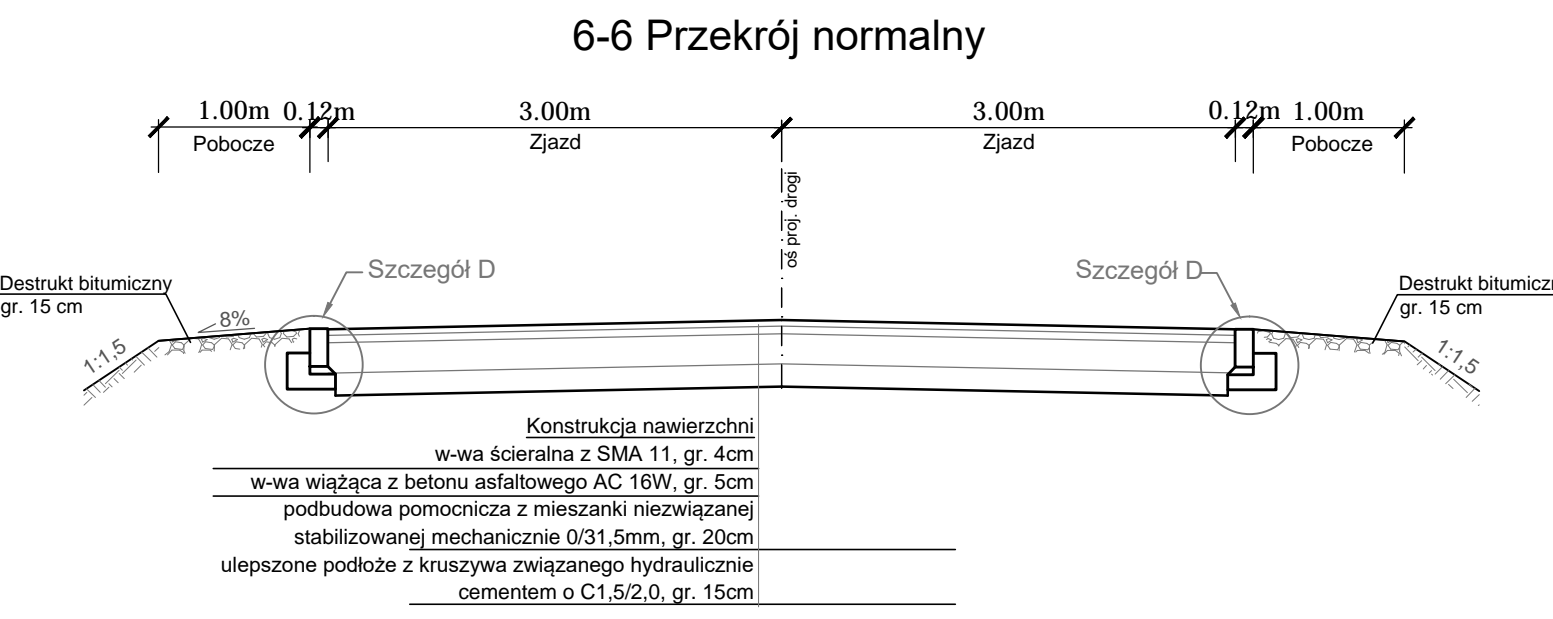 6-6 Przekrój normalny
1.00m 0.12m 3.00m 3.00m 0.12m 1.00m
Pobocze Zjazd Zjazd Pobocze
oś proj. drogi
Szczegół D Szczegół D
Destrukt bitumiczny
gr. 15 cm
Destrukt bitumiczn
gr. 15 cm
8%
1:1,5
1:1,5
Konstrukcja nawierzchni
w-wa ścieralna z SMA 11, gr. 4cm
w-wa wiążąca z betonu asfaltowego AC 16W, gr. 5cm
podbudowa pomocnicza z mieszanki niezwiązanej
stabilizowanej mechanicznie 0/31,5mm, gr. 20cm
ulepszone podłoże z kruszywa związanego hydraulicznie
cementem o C1,5/2,0, gr. 15cm